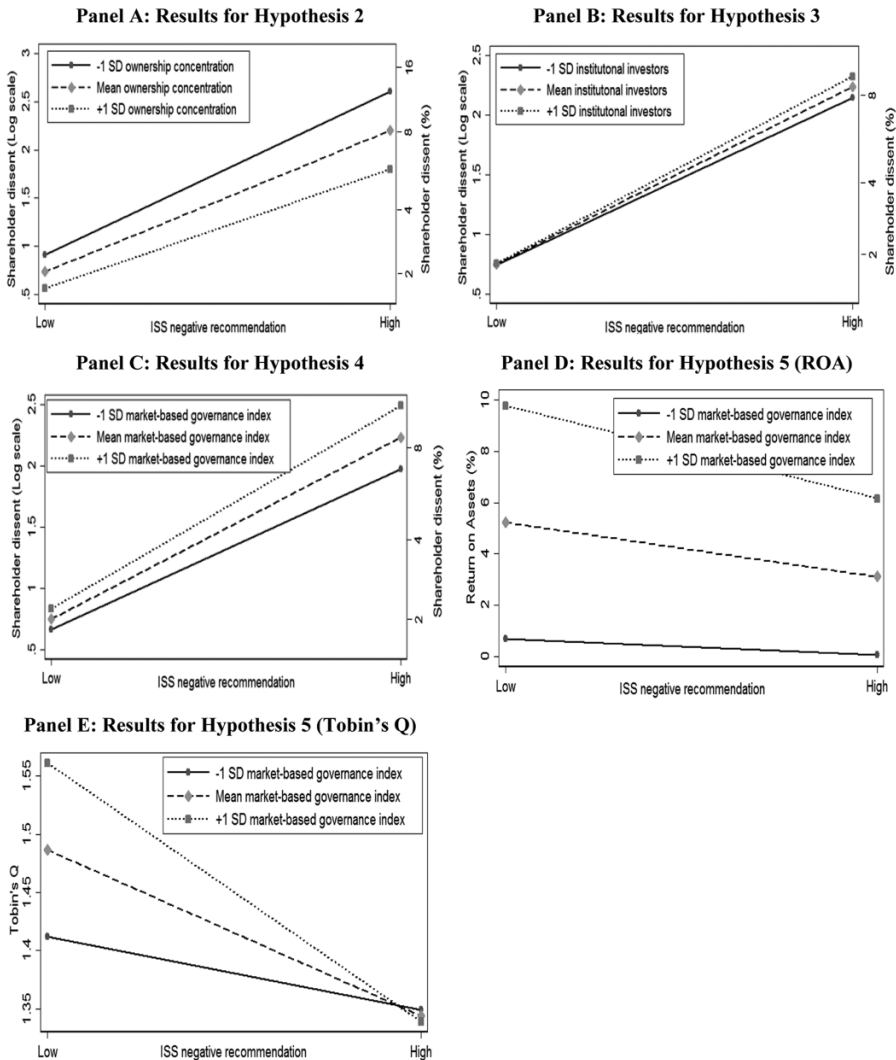 Panel A: Results for Hypothesis 2
Shareholder dissent (Log scale)
3
2.5
2
1.5
1
.5
-1 SD ownership concentration
Mean ownership concentration
+1 SD ownership concentration
16
8
4
2
Shareholder dissent (%)
Low
ISS negative recommendation
High
Panel B: Results for Hypothesis 3
Shareholder dissent (Log scale)
2.5
2
1.5
1
.5
-1 SD institutonal investors
Mean institutional investors
+1 SD institutional investors
8
4
2
Shareholder dissent (%)
Low
ISS negative recommendation
High
Panel C: Results for Hypothesis 4
Shareholder dissent (Log scale)
2.5
2
1.5
1
.5
-1 SD market-based governance index
Mean market-based governance index
+1 SD market-based governance index
8
4
2
Shareholder dissent (%)
Low
ISS negative recommendation
High
Panel D: Results for Hypothesis 5 (ROA)
Return on Assets (%)
10
8
6
4
2
0
-1 SD market-based governance index
Mean market-based governance index
+1 SD market-based governance index
Low
ISS negative recommendation
High
Panel E: Results for Hypothesis 5 (Tobin's Q)
Tobin's Q
1.55
1.5
1.45
1.4
1.35
-1 SD market-based governance index
Mean market-based governance index
+1 SD market-based governance index
Low
ISS negative recommendation
High